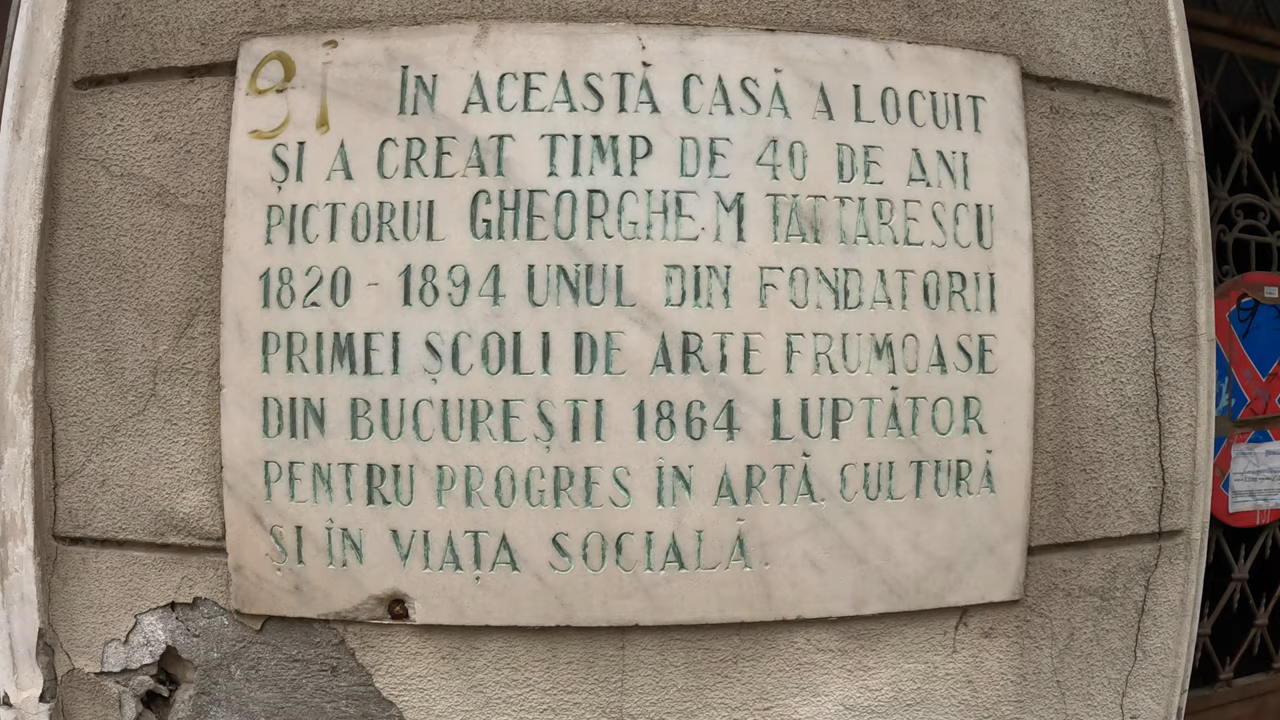 91
ÎN ACEASTĂ CASĂ A LOCUIT
ȘI A CREAT TIMP DE 40 DE ANI
PICTORUL GHEORGHE.M TATTARESCU
1820 - 1894 UNUL DIN FONDATORII
PRIMEI ȘCOLI DE ARTE FRUMOASE
DIN BUCUREȘTI 1864 LUPTĂTOR
PENTRU PROGRES ÎN ARTĂ, CULTURĂ
ȘI ÎN VIAȚA SOCIALĂ.